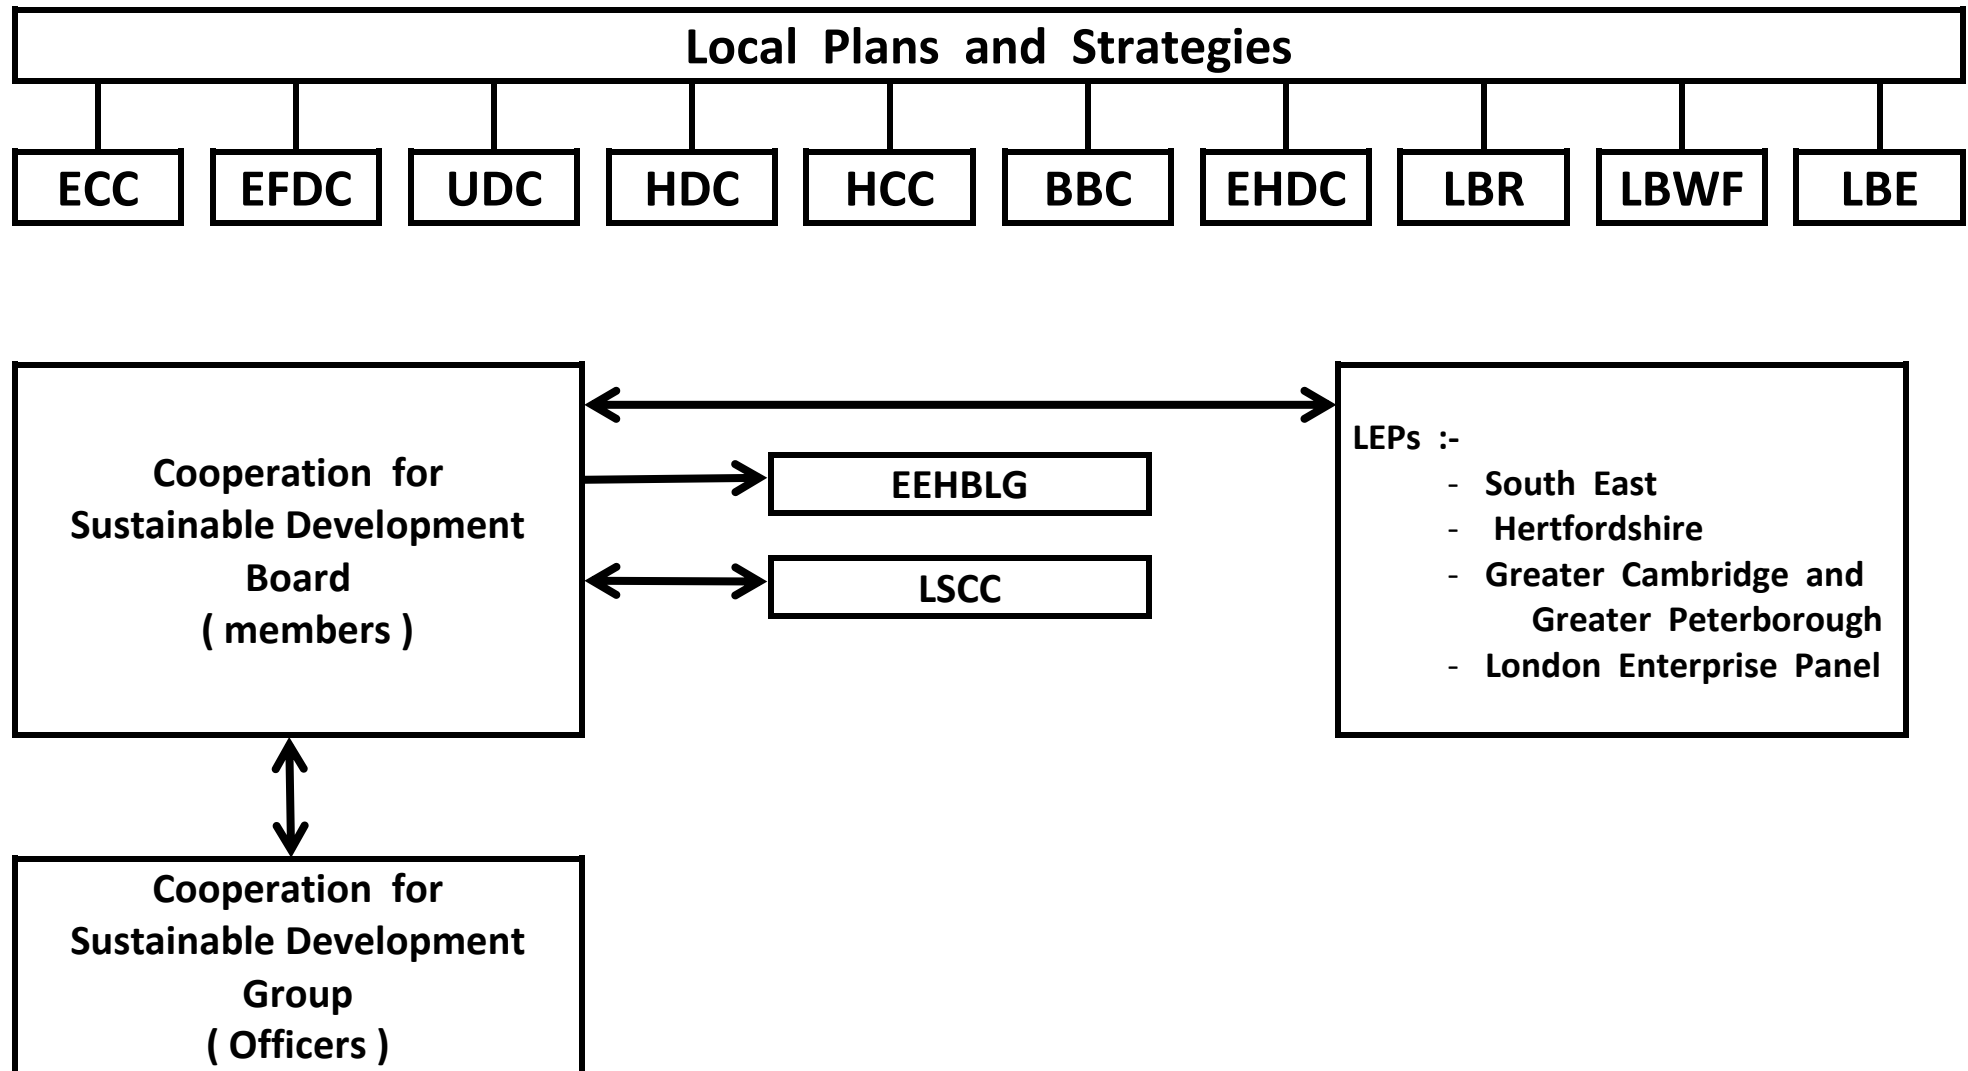 Local Plans and Strategies
ECC EFDC UDC HDC HCC BBC EHDC LBR LBWF LBE
Cooperation for
Sustainable Development
Board
( members )
EEHBLG
LSCC
LEPs :-
- South East
- Hertfordshire
- Greater Cambridge and
Greater Peterborough
- London Enterprise Panel
Cooperation for
Sustainable Development
Group
( Officers )